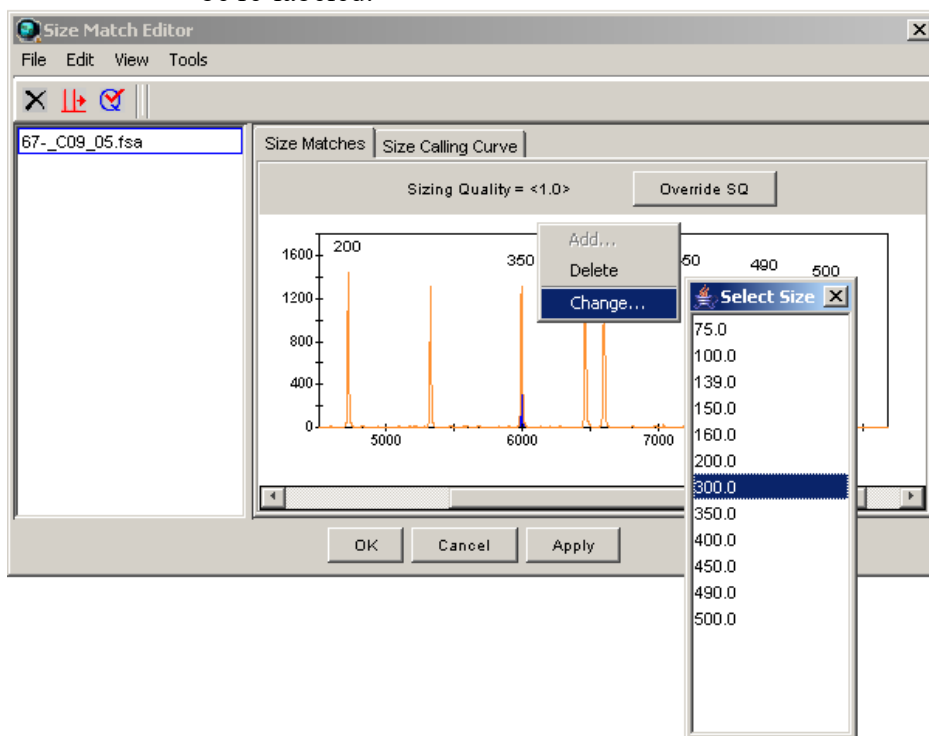 Size Match Editor
File Edit View Tools
67-_C09_05.fsa
Size Matches Size Calling Curve
Sizing Quality = <1.0> Override SQ
Add...
Delete
Change...
200 350 50 490 500
1600
1200
800
400
0
5000 6000 7000
Select Size
75.0
100.0
139.0
150.0
160.0
200.0
300.0
350.0
400.0
450.0
490.0
500.0
OK Cancel Apply